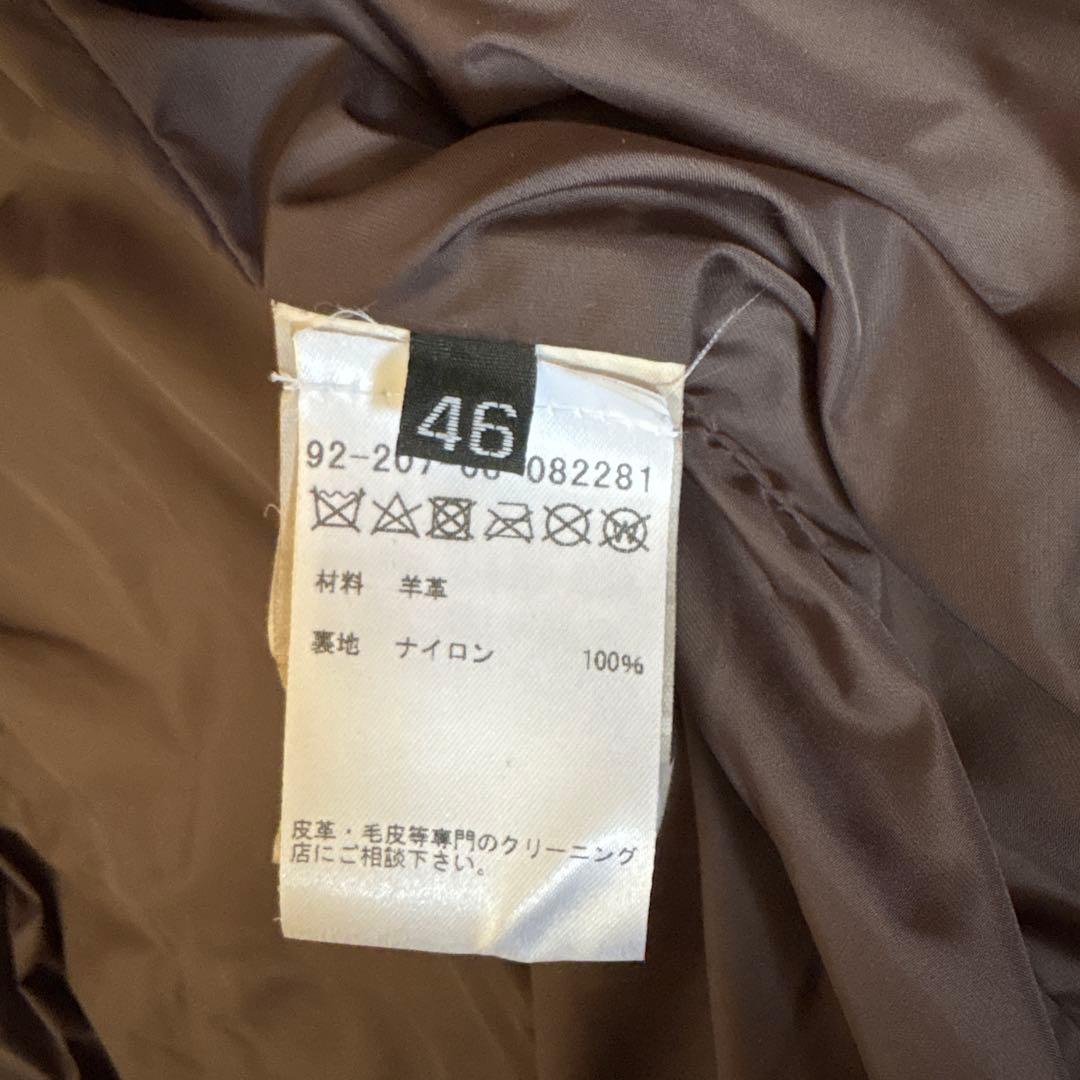 46
92-207 082281
材料 羊革
裏地 ナイロン 100%
皮革・毛皮等専門のクリーニング
店にご相談下さい。